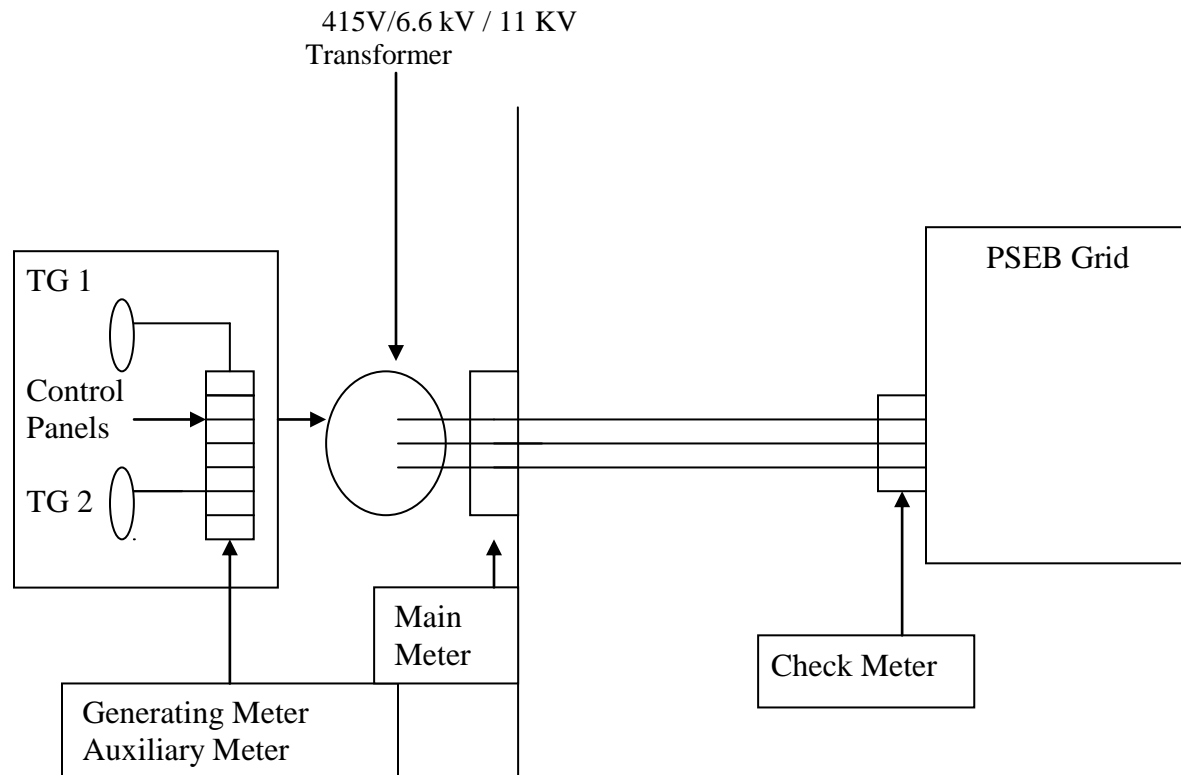 415V/6.6 kV / 11 KV
Transformer
PSEB Grid
TG 1
Control
Panels
TG 2
Main
Meter
Check Meter
Generating Meter
Auxiliary Meter